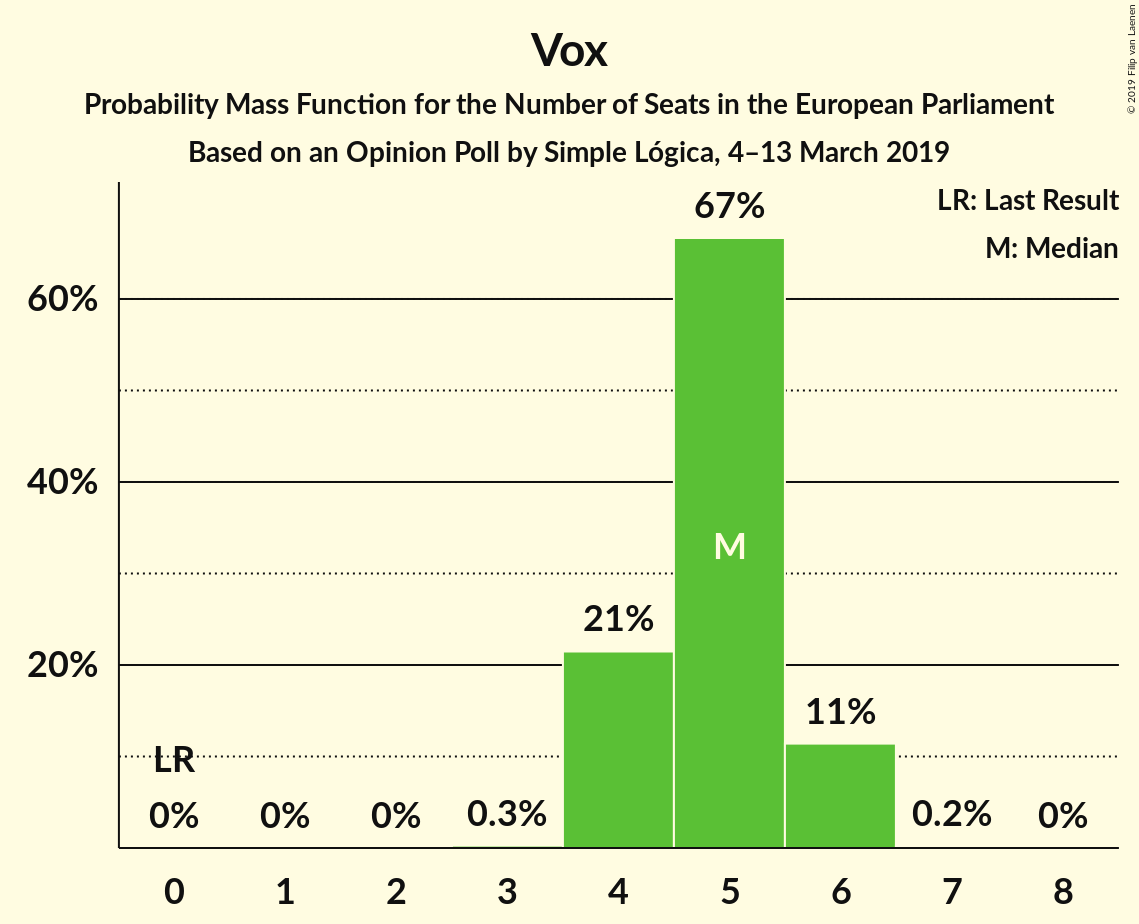 Vox
Probability Mass Function for the Number of Seats in the European Parliament
Based on an Opinion Poll by Simple Lógica, 4–13 March 2019
© 2019 Filip van Laenen
LR: Last Result
M: Median
67%
60%
40%
M
21%
20%
11%
LR
0%
0%
0%
0.3%
0.2%
0%
0 1 2 3 4 5 6 7 8